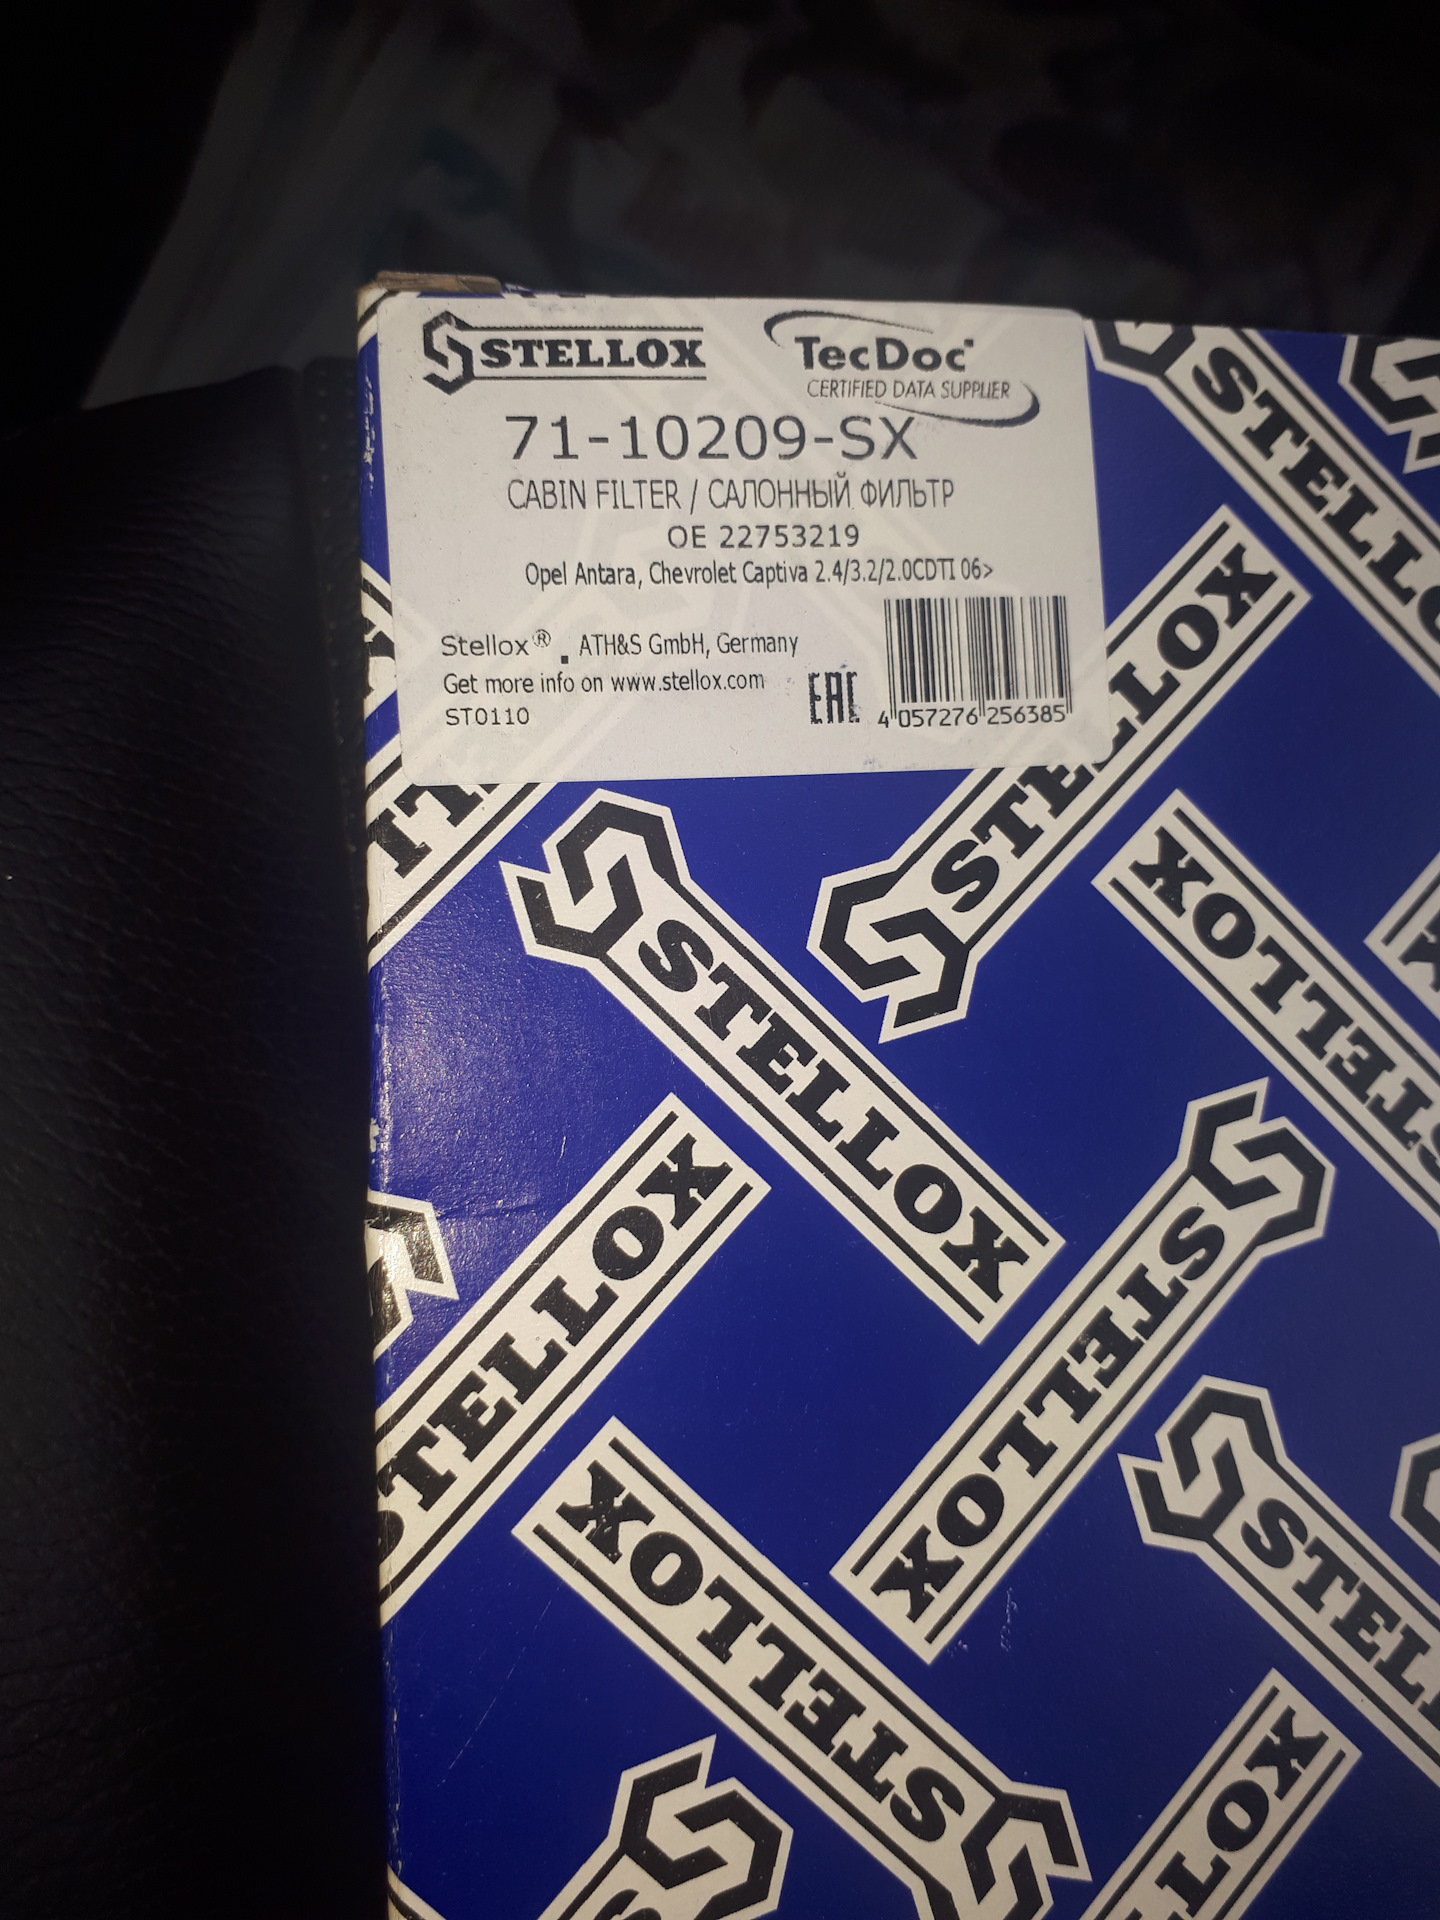 STELLOX
TecDoc
CERTIFIED DATA SUPPLIER
71-10209-SX
CABIN FILTER / САЛОННЫЙ ФИЛЬТР
OE 22753219
Opel Antara, Chevrolet Captiva 2.4/3.2/2.0CDTI 06>
Stellox® . ATH&S GmbH, Germany
Get more info on www.stellox.com
ST0110
EAC
4 057276 256385
STELLOX
STELLOX
STELLOX
STELLOX
STELLOX
STELLOX
STELLOX
STELLOX